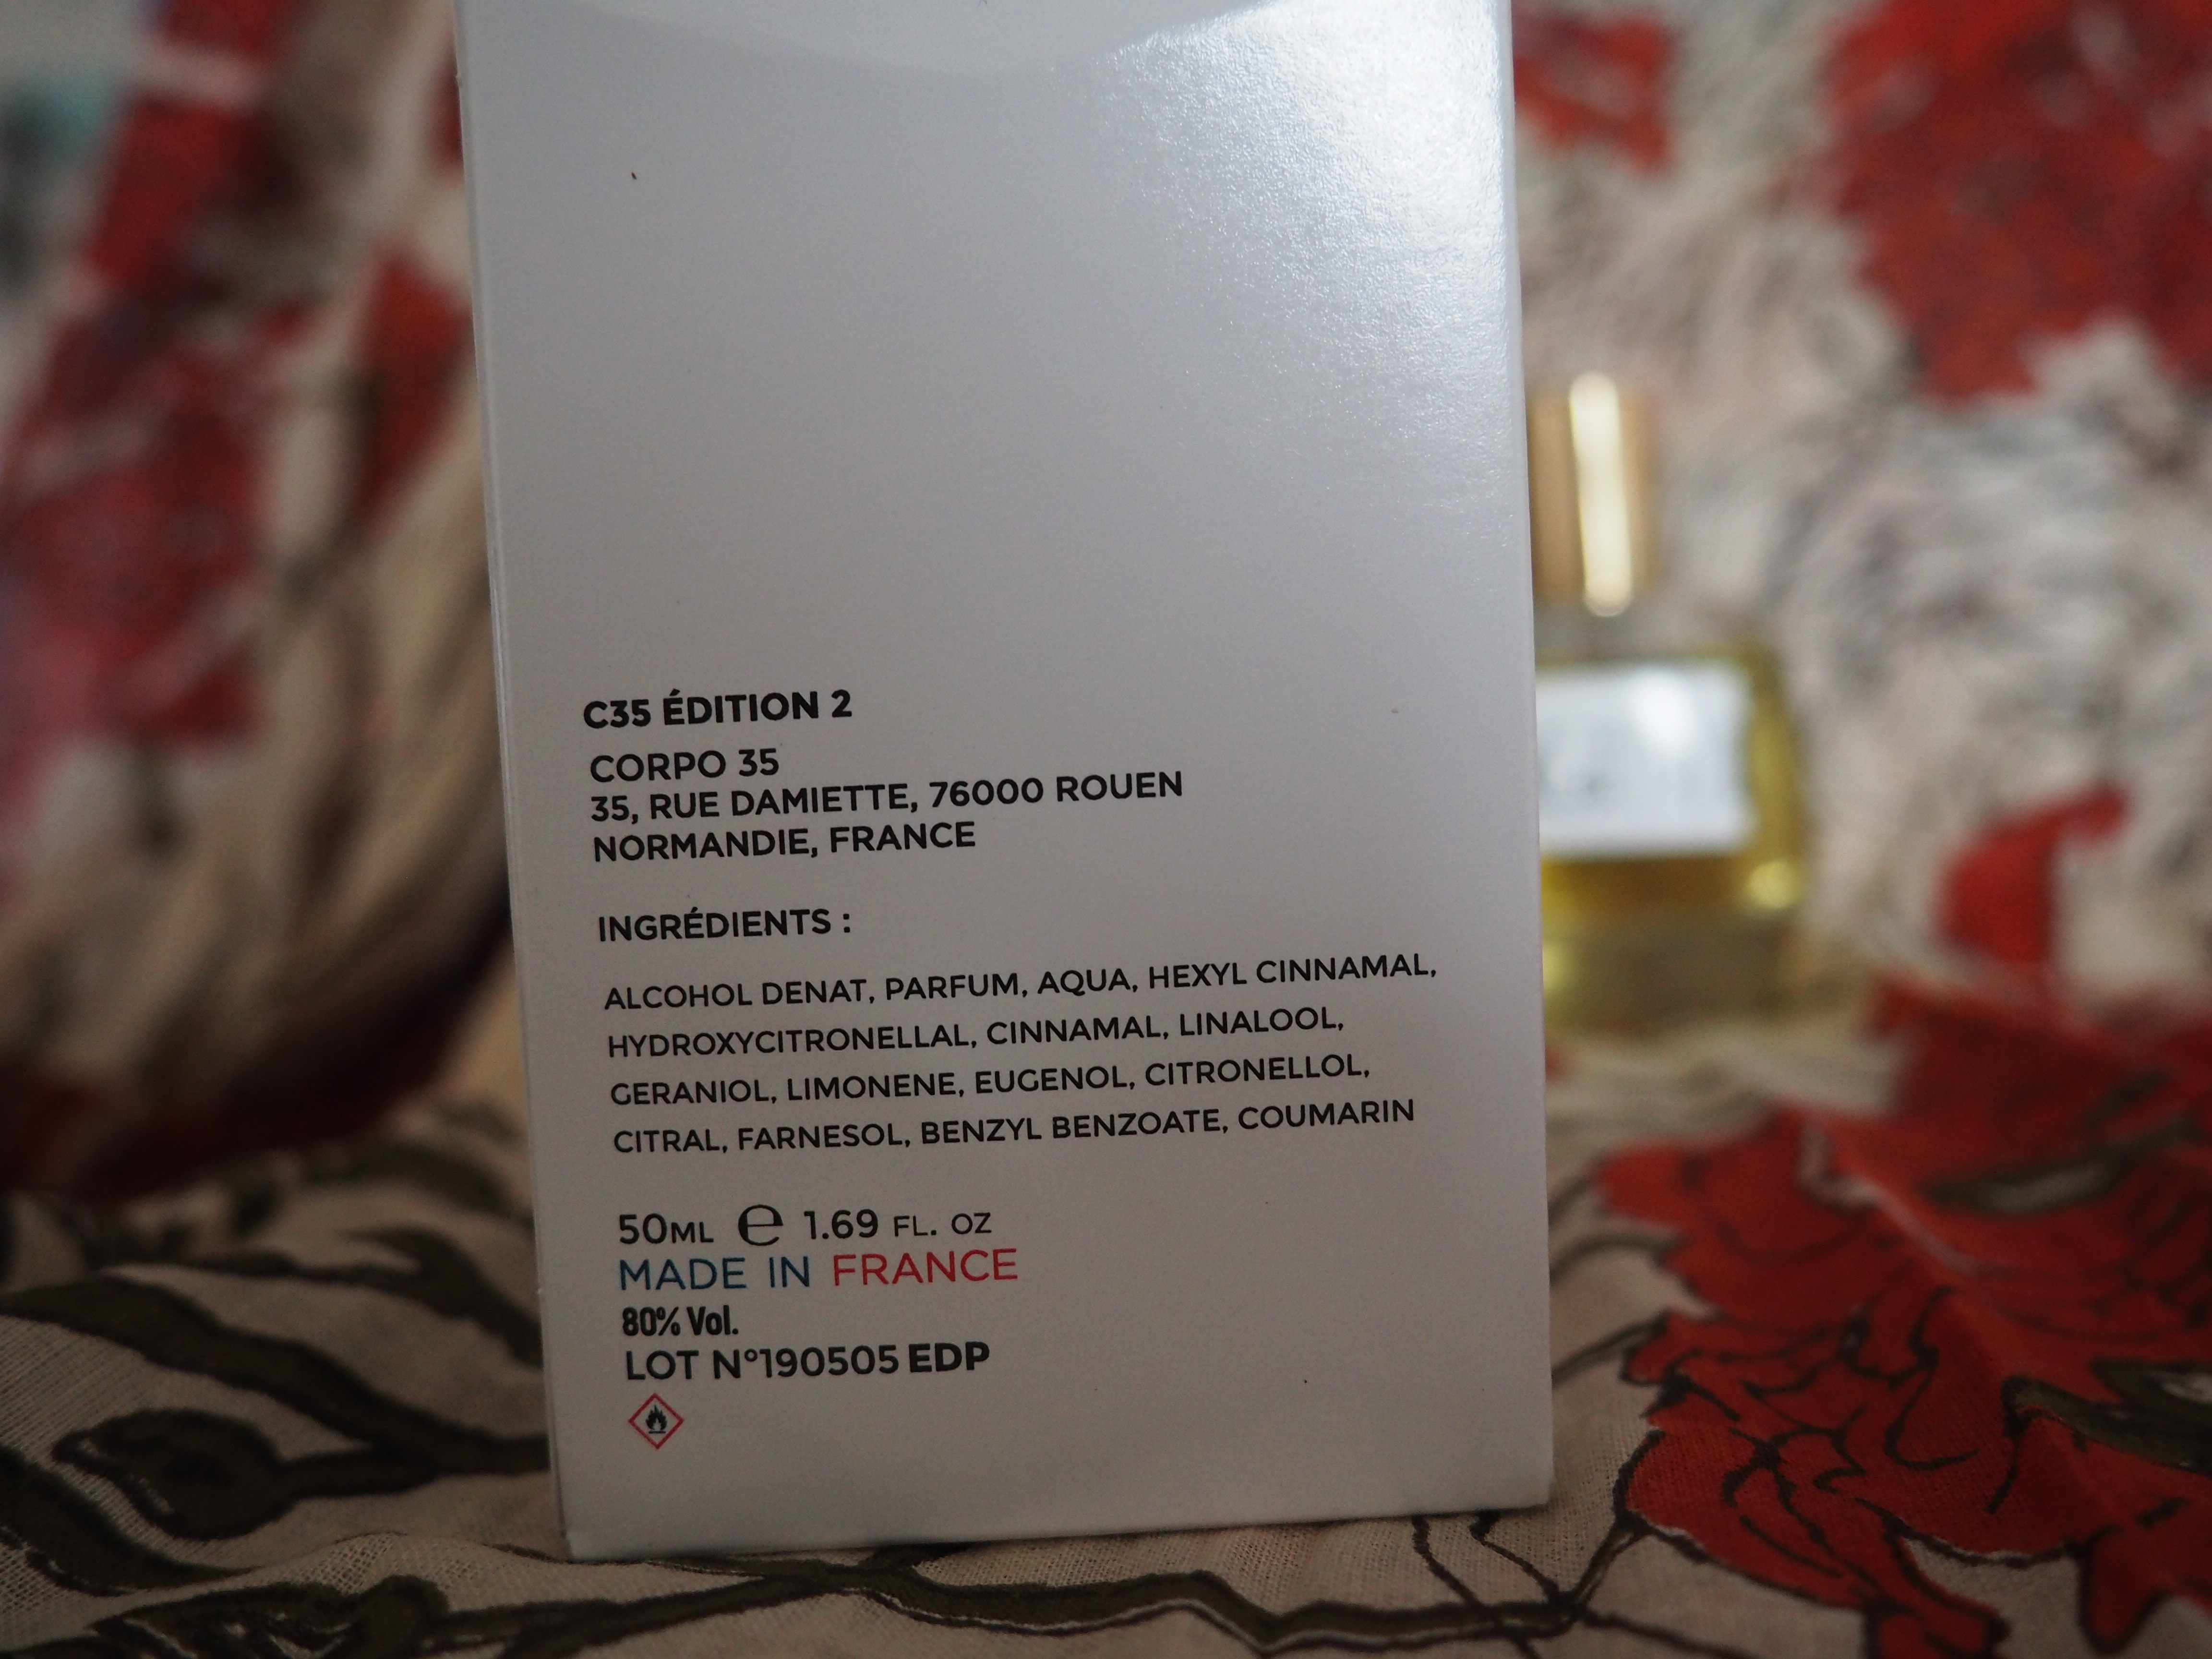 C35 ÉDITION 2
CORPO 35
35, RUE DAMIETTE, 76000 ROUEN
NORMANDIE, FRANCE
INGRÉDIENTS :
ALCOHOL DENAT, PARFUM, AQUA, HEXYL CINNAMAL,
HYDROXYCITRONELLAL, CINNAMAL, LINALOOL,
GERANIOL, LIMONENE, EUGENOL, CITRONELLOL,
CITRAL, FARNESOL, BENZYL BENZOATE, COUMARIN
50ML ℮ 1.69 FL. OZ
MADE IN FRANCE
80% Vol.
LOT N°190505 EDP